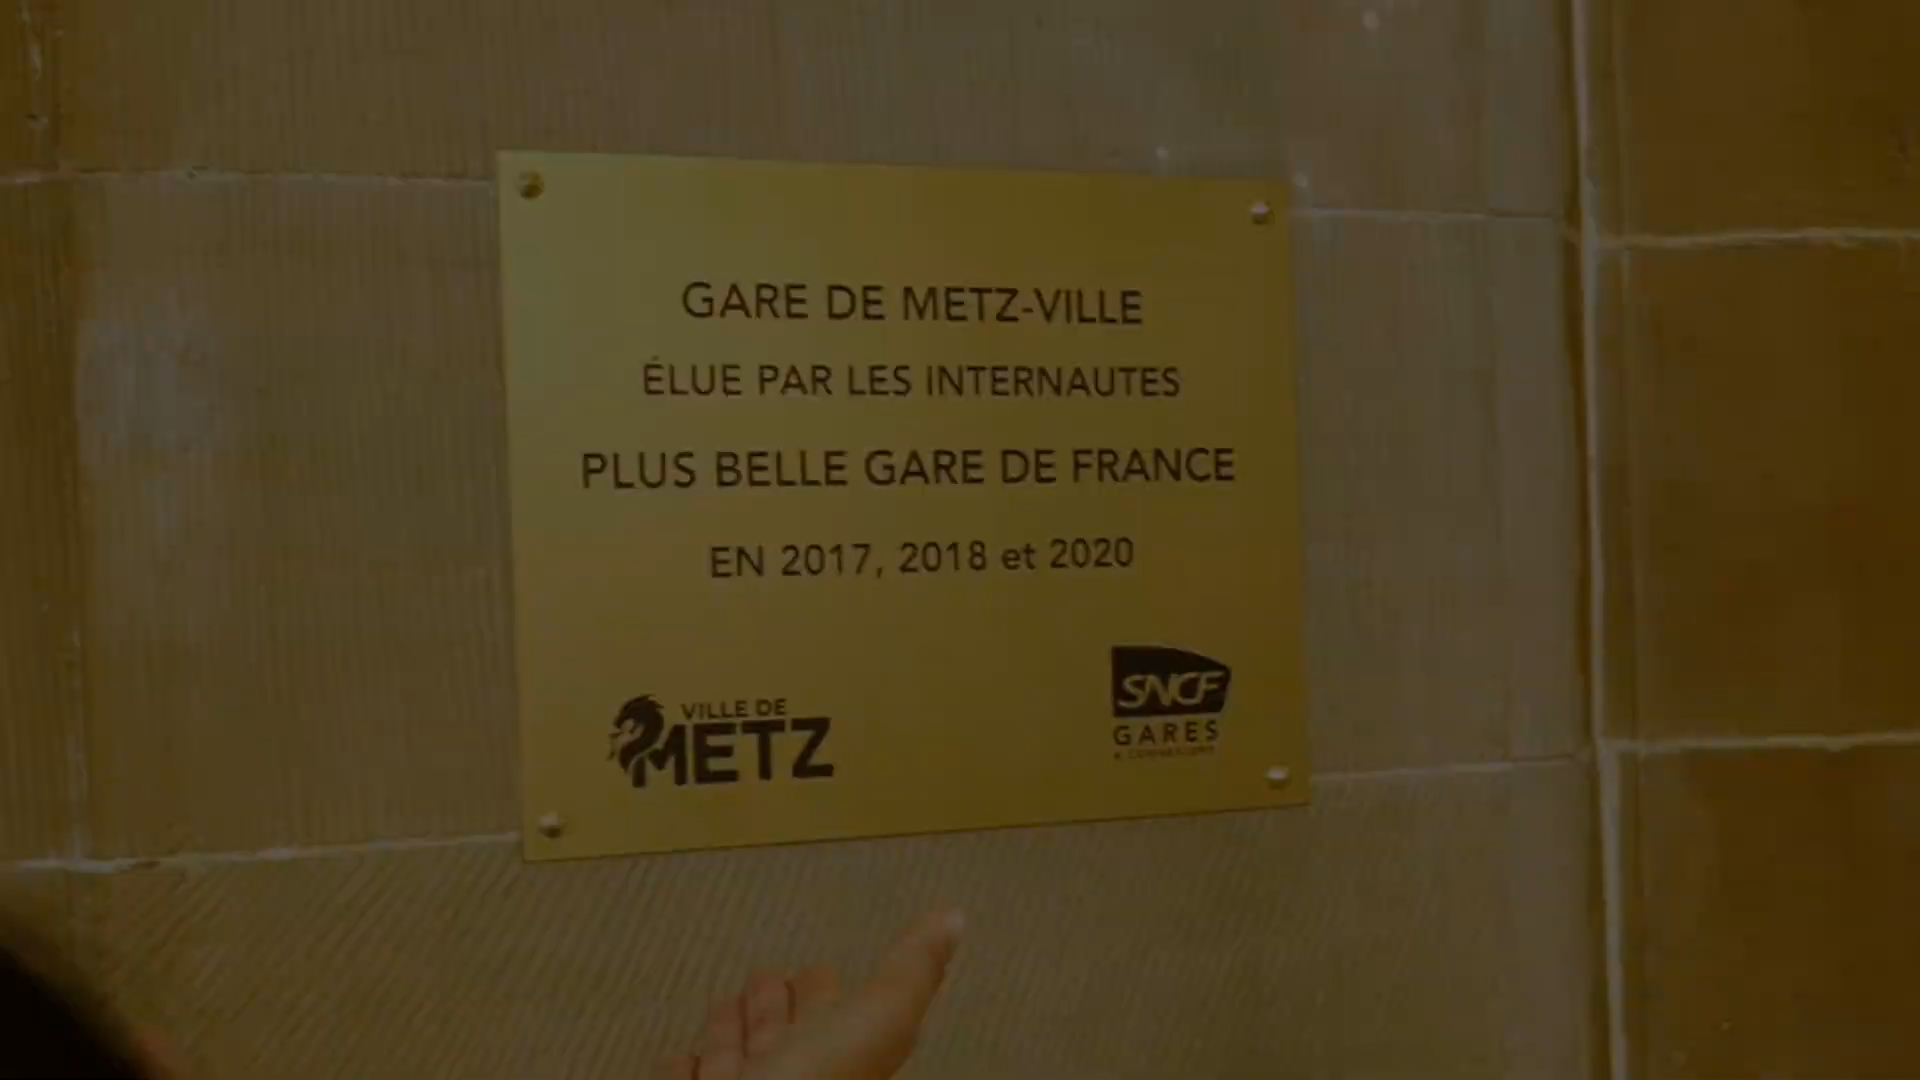 GARE DE METZ-VILLE
ÉLUE PAR LES INTERNAUTES
PLUS BELLE GARE DE FRANCE
EN 2017, 2018 et 2020
VILLE DE
METZ
SNCF
GARES
& CONNEXIONS